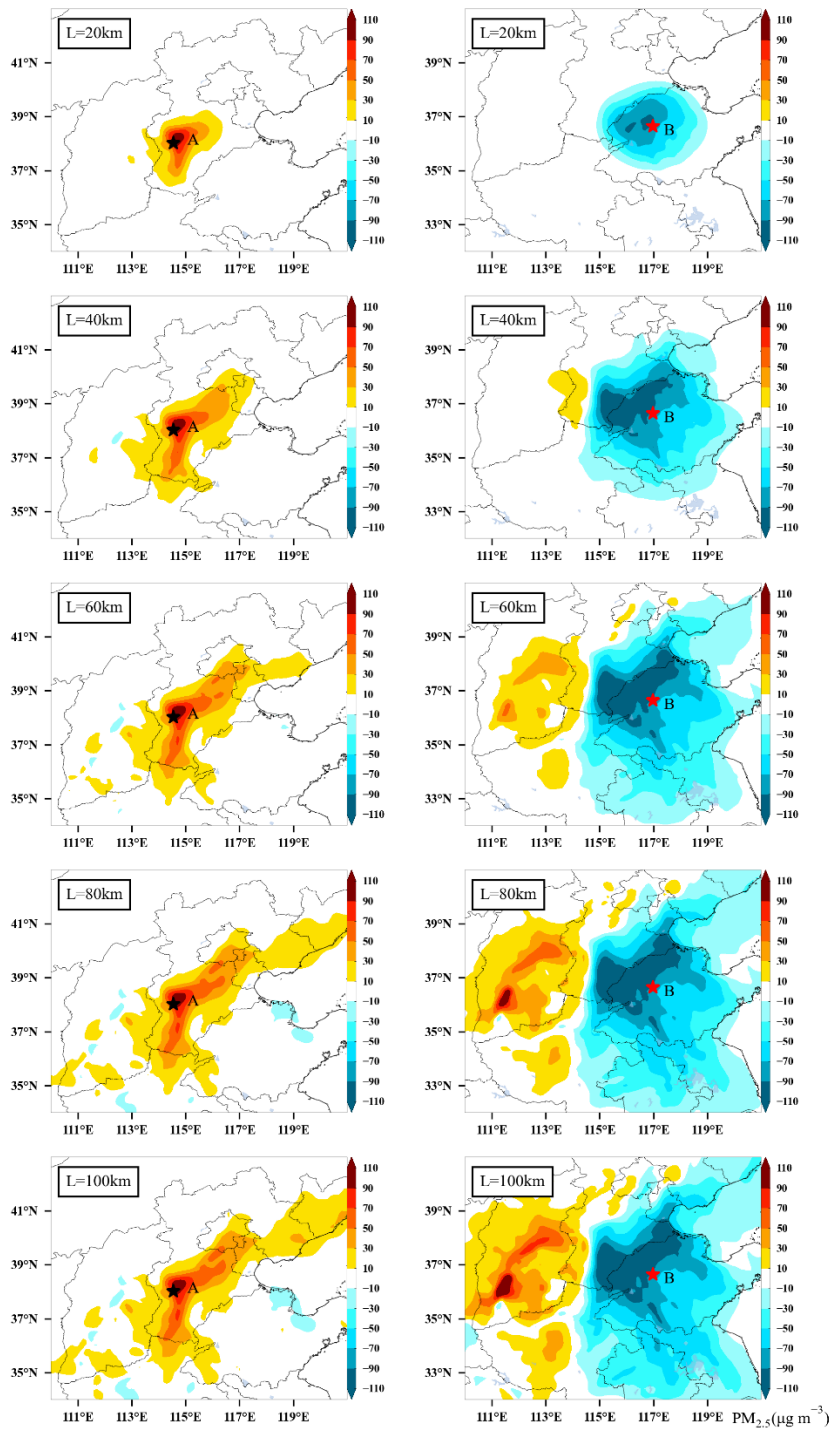 L=20km
41°N
39°N
37°N
35°N
A
111°E 113°E 115°E 117°E 119°E
110
90
70
50
30
10
−10
−30
−50
−70
−90
−110
L=20km
39°N
37°N
35°N
33°N
B
111°E 113°E 115°E 117°E 119°E
110
90
70
50
30
10
−10
−30
−50
−70
−90
−110
L=40km
41°N
39°N
37°N
35°N
A
111°E 113°E 115°E 117°E 119°E
110
90
70
50
30
10
−10
−30
−50
−70
−90
−110
L=40km
39°N
37°N
35°N
33°N
B
111°E 113°E 115°E 117°E 119°E
110
90
70
50
30
10
−10
−30
−50
−70
−90
−110
L=60km
41°N
39°N
37°N
35°N
A
111°E 113°E 115°E 117°E 119°E
110
90
70
50
30
10
−10
−30
−50
−70
−90
−110
L=60km
39°N
37°N
35°N
33°N
B
111°E 113°E 115°E 117°E 119°E
110
90
70
50
30
10
−10
−30
−50
−70
−90
−110
L=80km
41°N
39°N
37°N
35°N
A
111°E 113°E 115°E 117°E 119°E
110
90
70
50
30
10
−10
−30
−50
−70
−90
−110
L=80km
39°N
37°N
35°N
33°N
B
111°E 113°E 115°E 117°E 119°E
110
90
70
50
30
10
−10
−30
−50
−70
−90
−110
L=100km
41°N
39°N
37°N
35°N
A
111°E 113°E 115°E 117°E 119°E
110
90
70
50
30
10
−10
−30
−50
−70
−90
−110
L=100km
39°N
37°N
35°N
33°N
B
111°E 113°E 115°E 117°E 119°E
110
90
70
50
30
10
−10
−30
−50
−70
−90
−110
PM₂.₅(μg m⁻³)